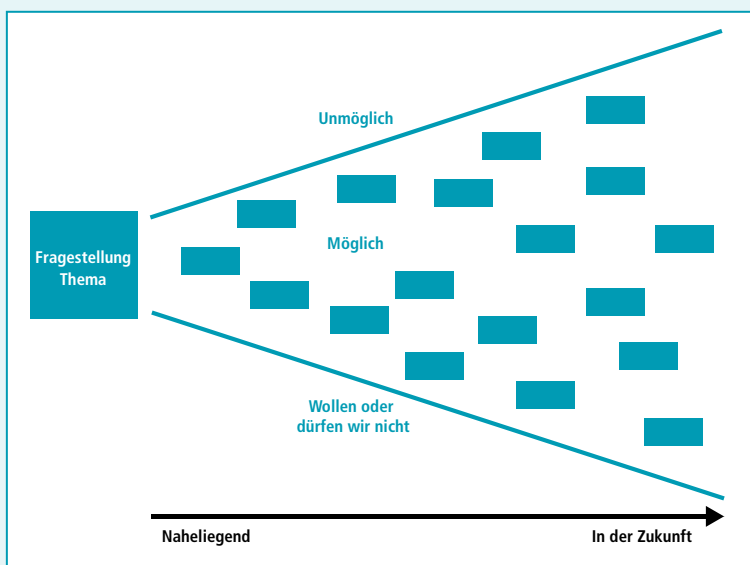 Unmöglich
Fragestellung
Thema
Möglich
Wollen oder
dürfen wir nicht
Naheliegend
In der Zukunft